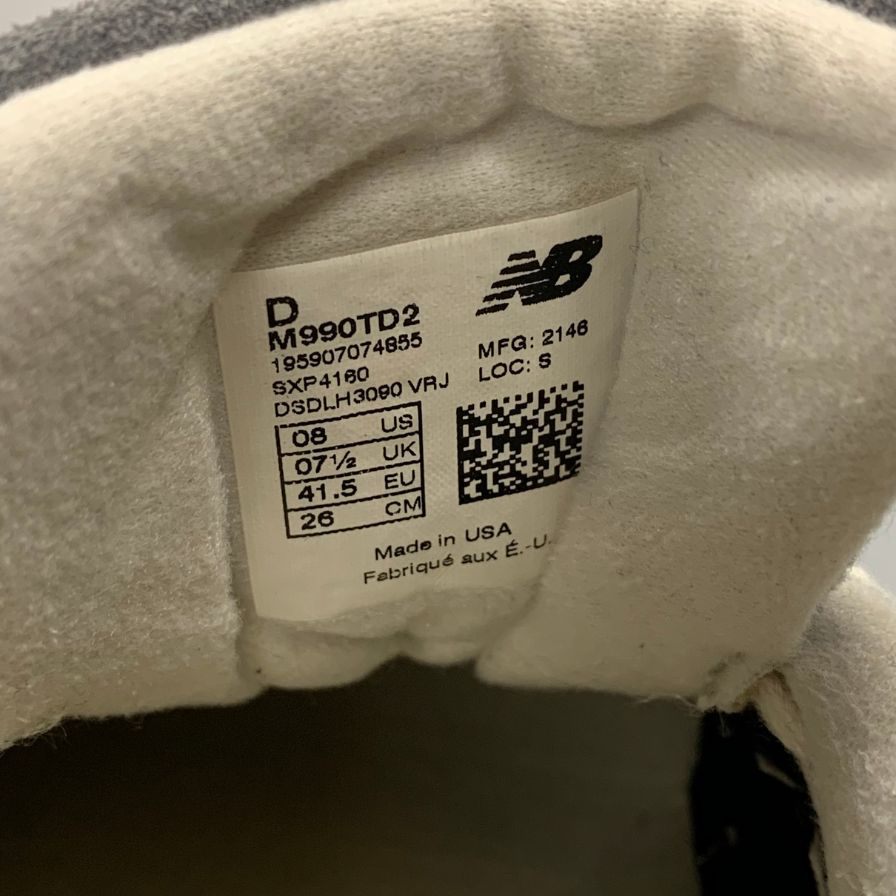 D
M990TD2
195907074855
SXP4160
DSDLH3090 VRJ
08 US
07½ UK
41.5 EU
26 CM
NB
MFG: 2146
LOC: S
Made in USA
Fabriqué aux É.-U.